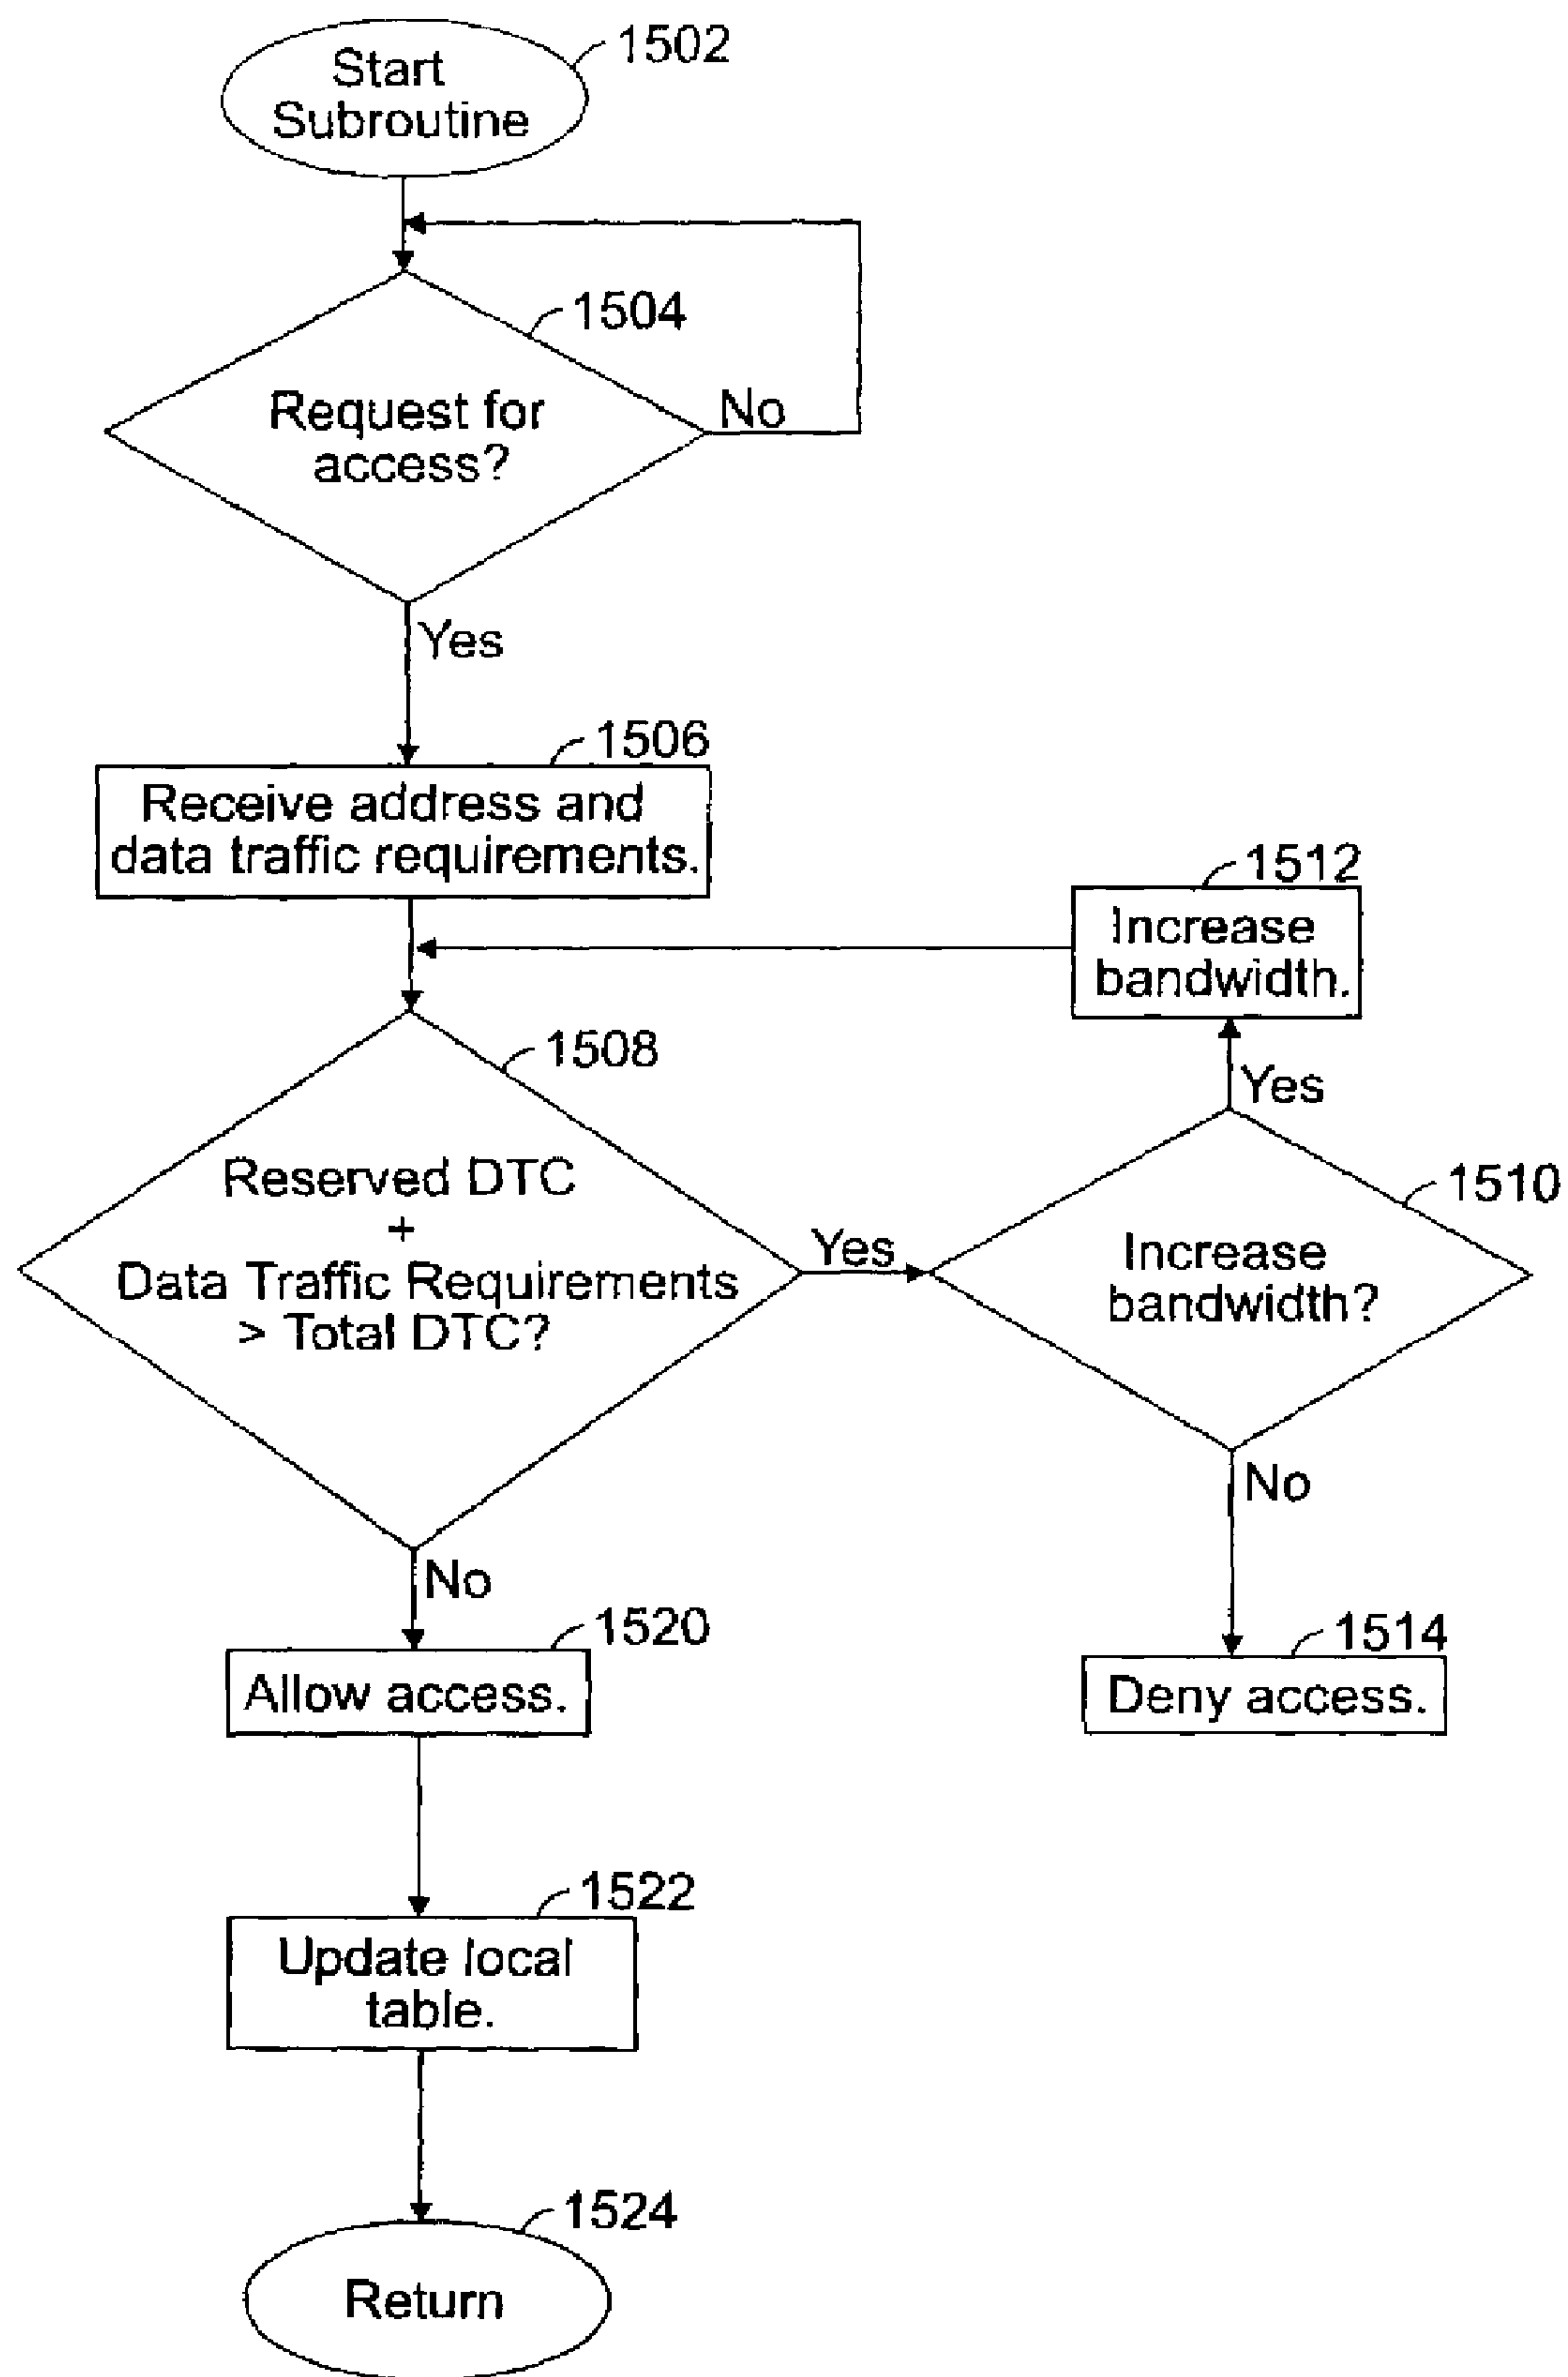 1502
Start
Subroutine
1504
Request for
access?
No
Yes
1506
Receive address and
data traffic requirements.
1512
Increase
bandwidth.
1508
Yes
Reserved DTC
+
Data Traffic Requirements
> Total DTC?
Yes
1510
Increase
bandwidth?
No
No
1520
Allow access.
1514
Deny access.
1522
Update local
table.
1524
Return